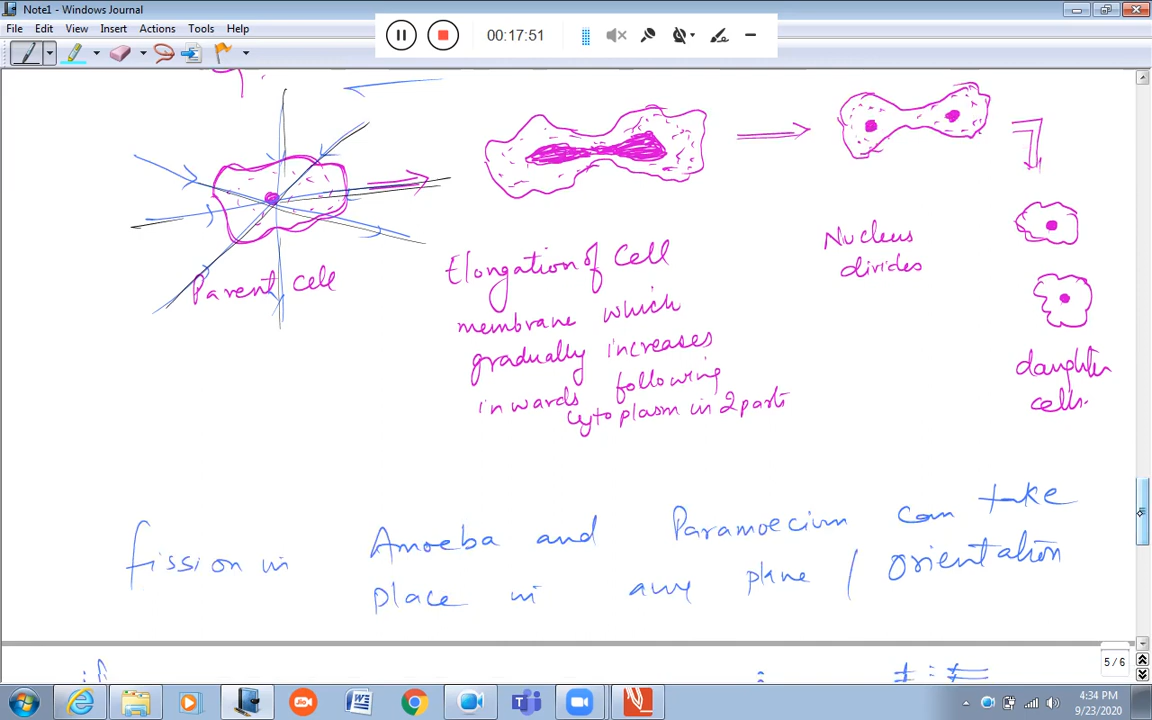 Note1 - Windows Journal
File Edit View Insert Actions Tools Help
00:17:51
Parent Cell
Elongation of Cell
membrane which
gradually increases
inwards following
cytoplasm in 2 parts
Nucleus
divides
daughter
cells.
fission in Amoeba and Paramoecium can take
place in any plane / orientation
5 / 6
4:34 PM
9/23/2020